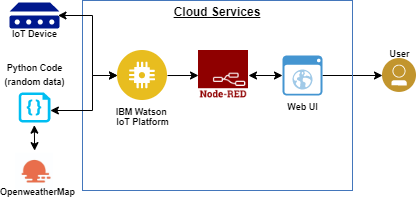 Cloud Services
IoT Device
Python Code
(random data)
IBM Watson
IoT Platform
Node-RED
Web UI
User
OpenweatherMap